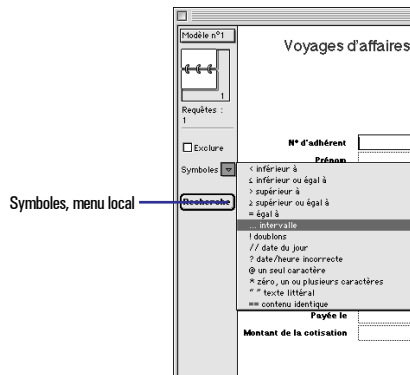 Modèle n°1
Voyages d'affaires
1
Requêtes :
1
Exclure
N° d'adhérent
Prénom
Symboles
< inférieur à
≤ inférieur ou égal à
> supérieur à
≥ supérieur ou égal à
= égal à
... intervalle
! doublons
// date du jour
? date/heure incorrecte
@ un seul caractère
* zéro, un ou plusieurs caractères
" " texte littéral
== contenu identique
Symboles, menu local
Recherche
Payée le
Montant de la cotisation